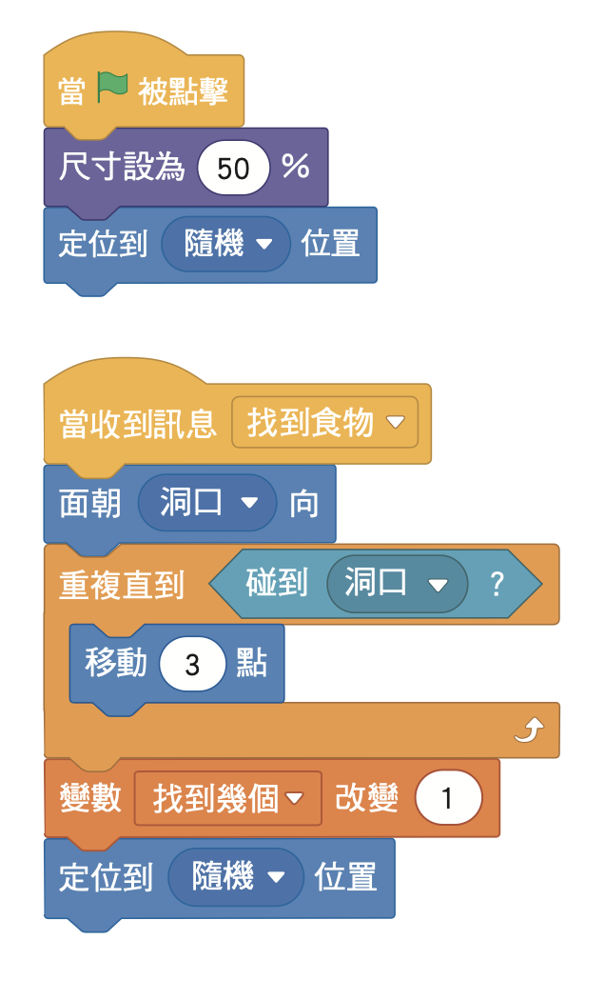 當 被點擊
尺寸設為 50 %
定位到 隨機 位置
當收到訊息 找到食物
面朝 洞口 向
重複直到 碰到 洞口 ?
移動 3 點
變數 找到幾個 改變 1
定位到 隨機 位置